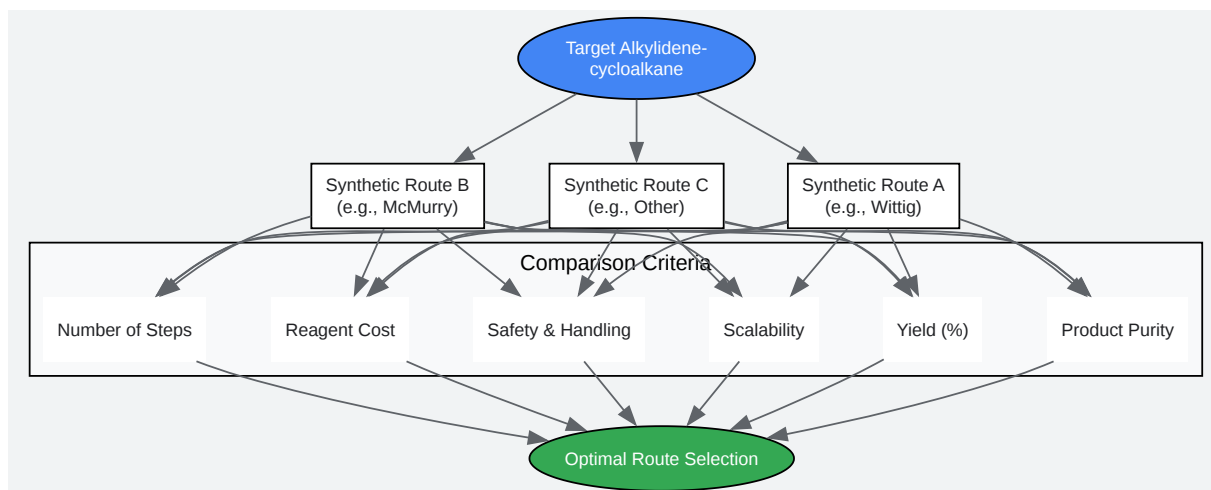 Target Alkylidene-
cycloalkane
Synthetic Route B
(e.g., McMurry)
Synthetic Route C
(e.g., Other)
Synthetic Route A
(e.g., Wittig)
Comparison Criteria
Number of Steps
Reagent Cost
Safety & Handling
Scalability
Yield (%)
Product Purity
Optimal Route Selection